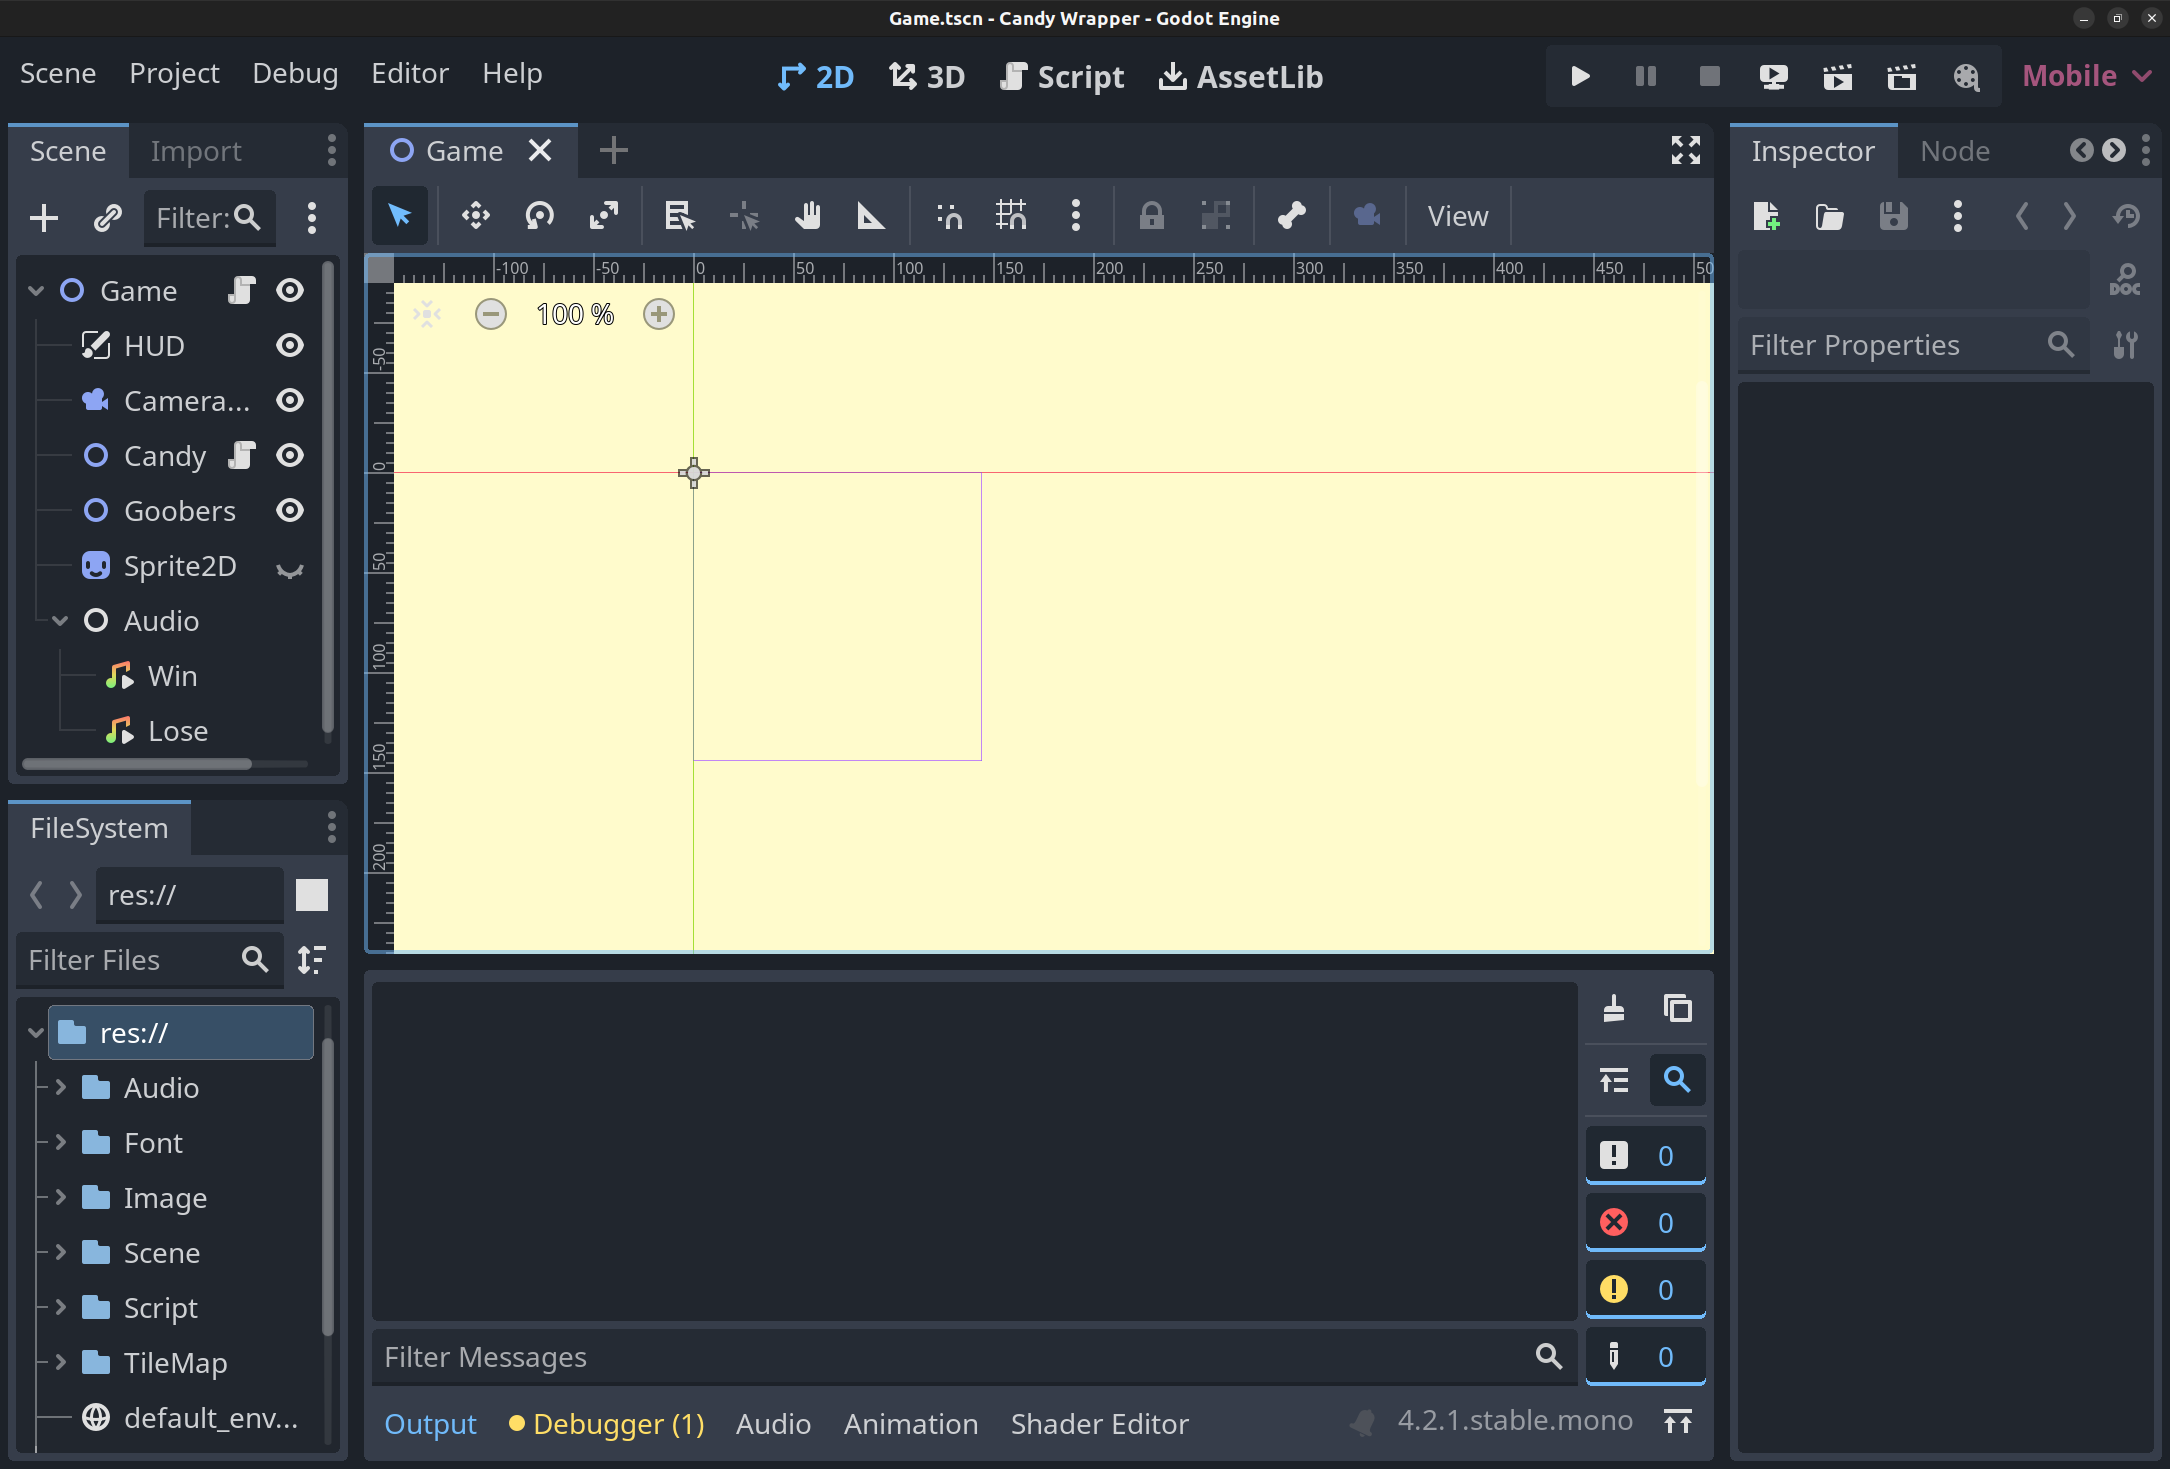 Game.tscn - Candy Wrapper - Godot Engine
Scene Project Debug Editor Help
2D 3D Script AssetLib
Mobile
Scene Import
Filter:
Game
HUD
Camera...
Candy
Goobers
Sprite2D
Audio
Win
Lose
FileSystem
res://
Filter Files
res://
Audio
Font
Image
Scene
Script
TileMap
default_env...
Game
View
-100 -50 0 50 100 150 200 250 300 350 400 450 50
100 %
-50
0
50
100
150
200
0
0
0
0
Filter Messages
Output Debugger (1) Audio Animation Shader Editor 4.2.1.stable.mono
Inspector Node
DOC
Filter Properties